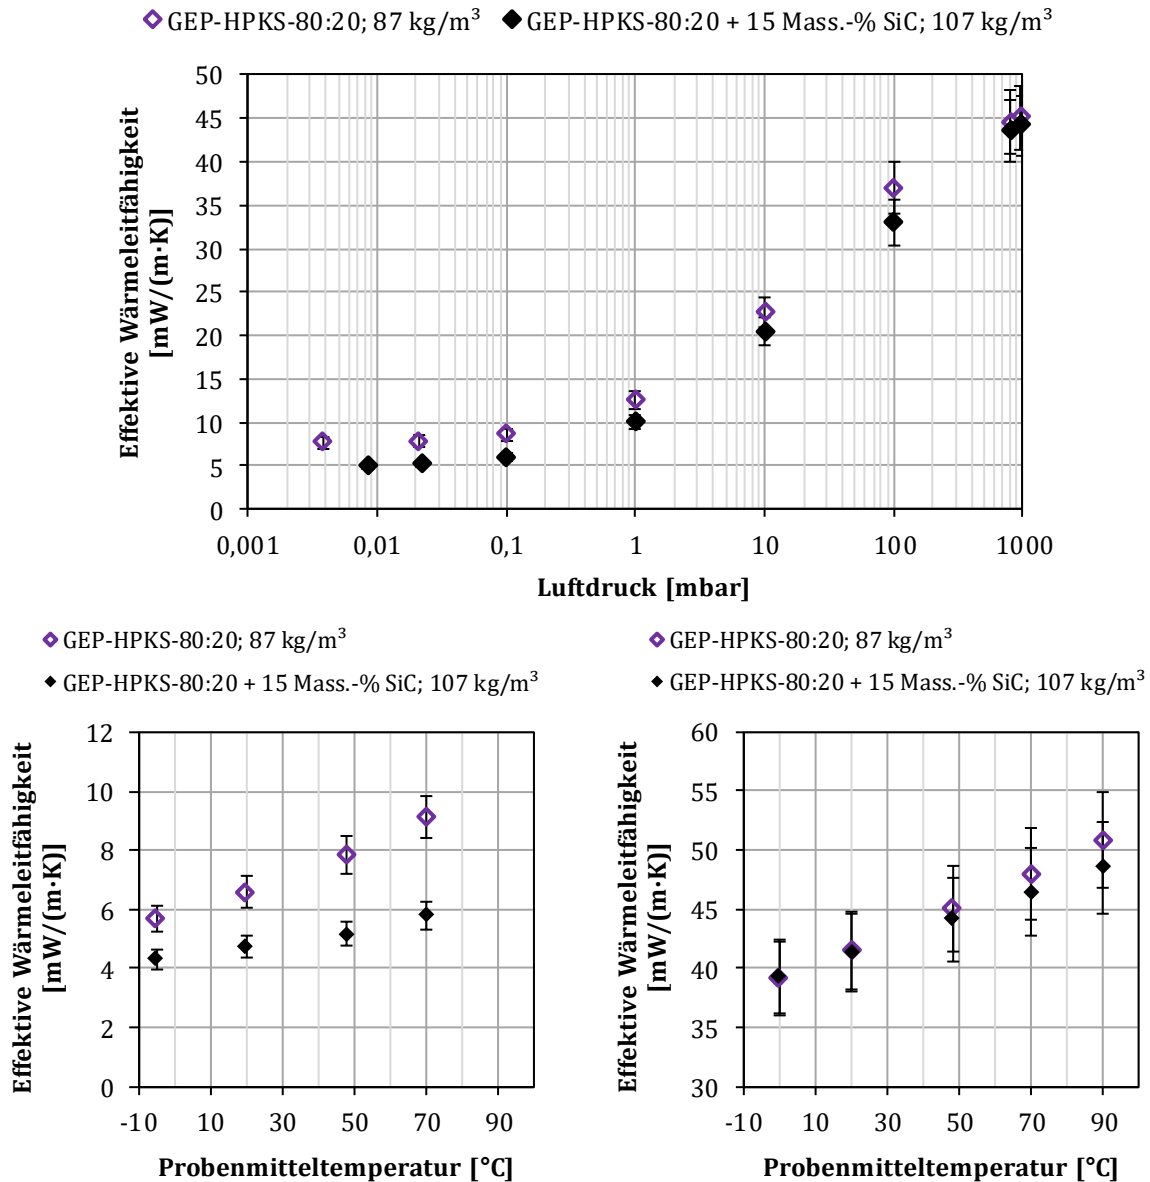 GEP-HPKS-80:20; 87 kg/m³ GEP-HPKS-80:20 + 15 Mass.-% SiC; 107 kg/m³
Effektive Wärmeleitfähigkeit
[mW/(m·K)]
50
45
40
35
30
25
20
15
10
5
0
0,001 0,01 0,1 1 10 100 1000
Luftdruck [mbar]
GEP-HPKS-80:20; 87 kg/m³
GEP-HPKS-80:20 + 15 Mass.-% SiC; 107 kg/m³
Effektive Wärmeleitfähigkeit
[mW/(m·K)]
12
10
8
6
4
2
0
-10 10 30 50 70 90
Probenmitteltemperatur [°C]
GEP-HPKS-80:20; 87 kg/m³
GEP-HPKS-80:20 + 15 Mass.-% SiC; 107 kg/m³
Effektive Wärmeleitfähigkeit
[mW/(m·K)]
60
55
50
45
40
35
30
-10 10 30 50 70 90
Probenmitteltemperatur [°C]